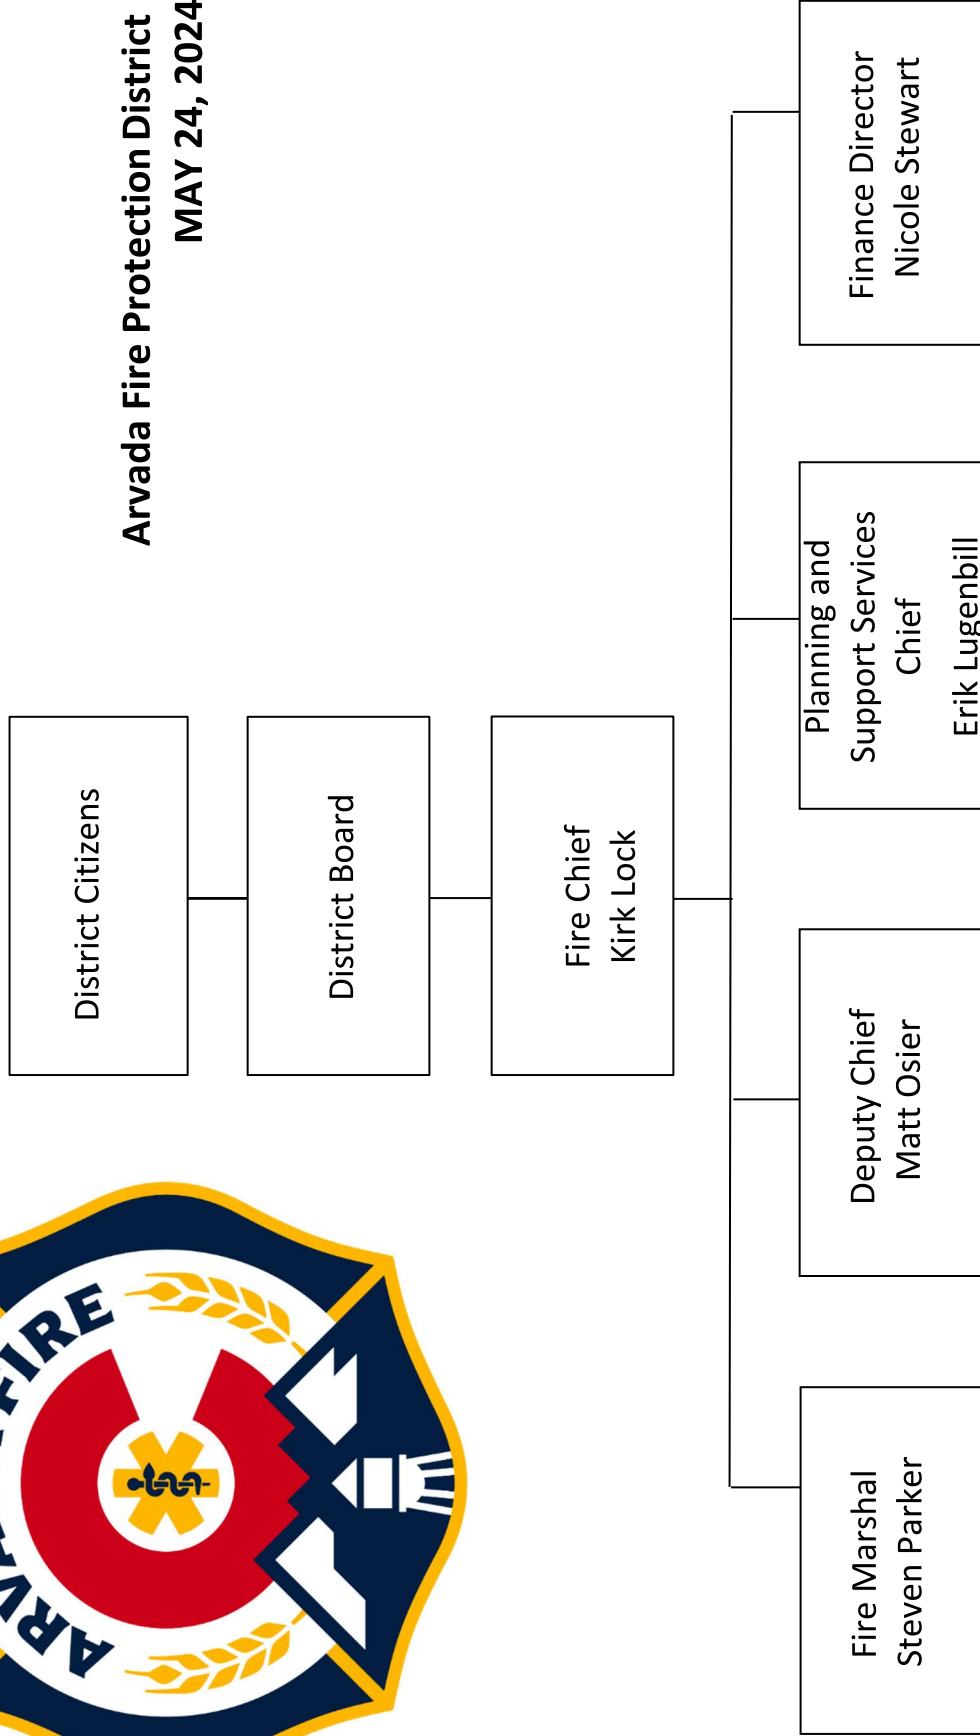 Arvada Fire Protection District
MAY 24, 2024
District Citizens
District Board
Fire Chief
Kirk Lock
Fire Marshal
Steven Parker
Deputy Chief
Matt Osier
Planning and
Support Services
Chief
Erik Lugenbill
Finance Director
Nicole Stewart
FIRE